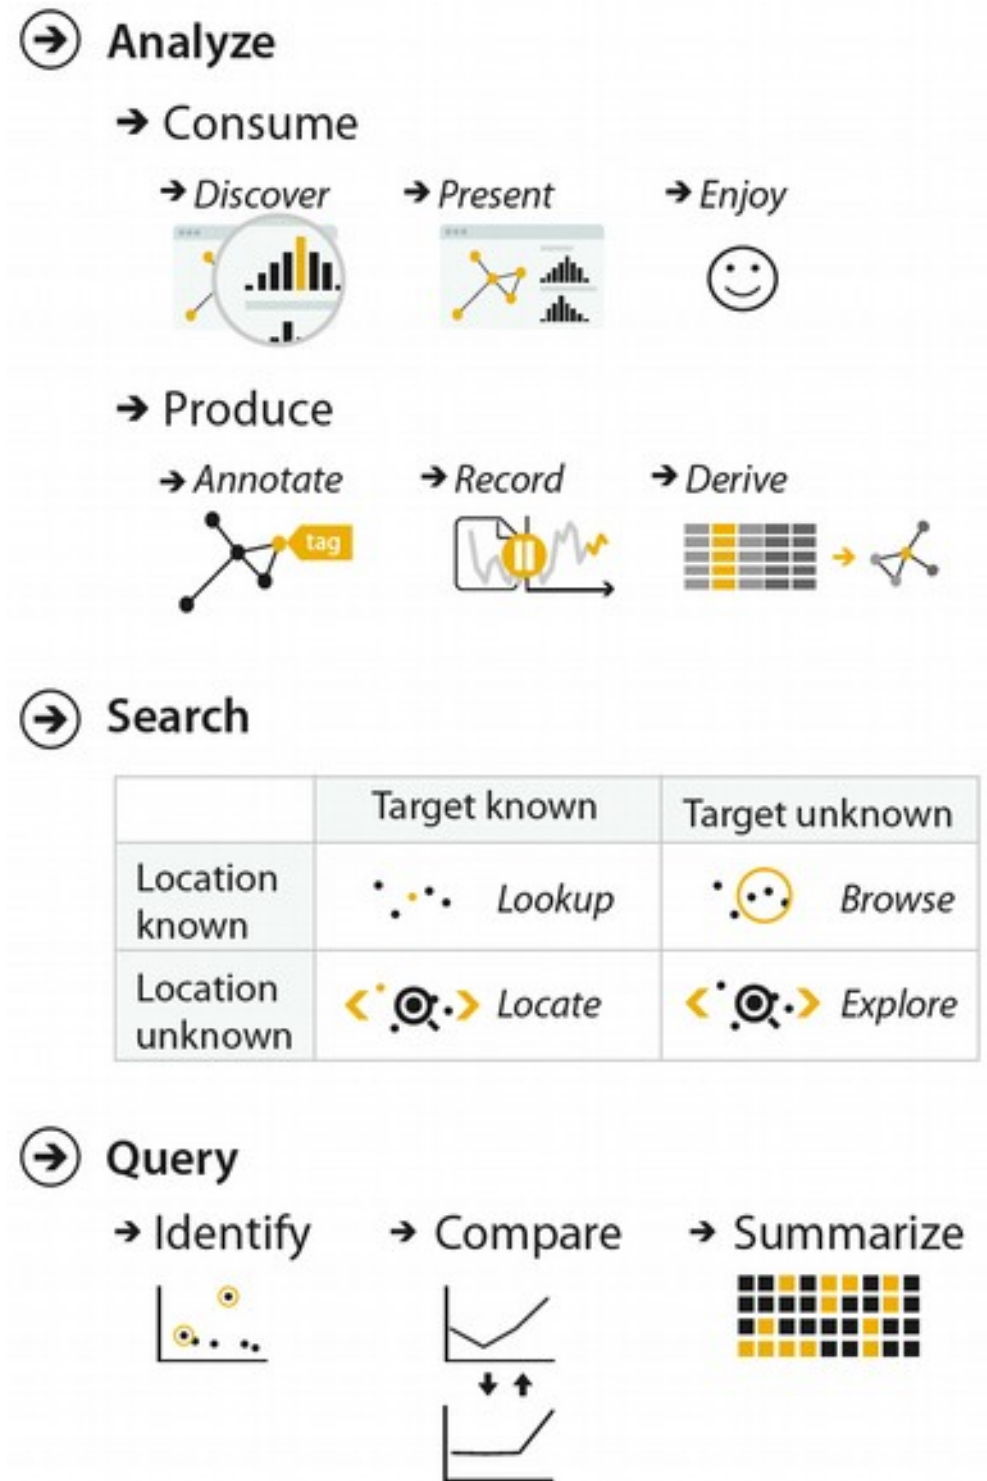 Analyze
Consume
Discover Present Enjoy
Produce
Annotate Record Derive
tag
Search
Target known Target unknown
Location
known
Lookup Browse
Location
unknown
Locate Explore
Query
Identify Compare Summarize